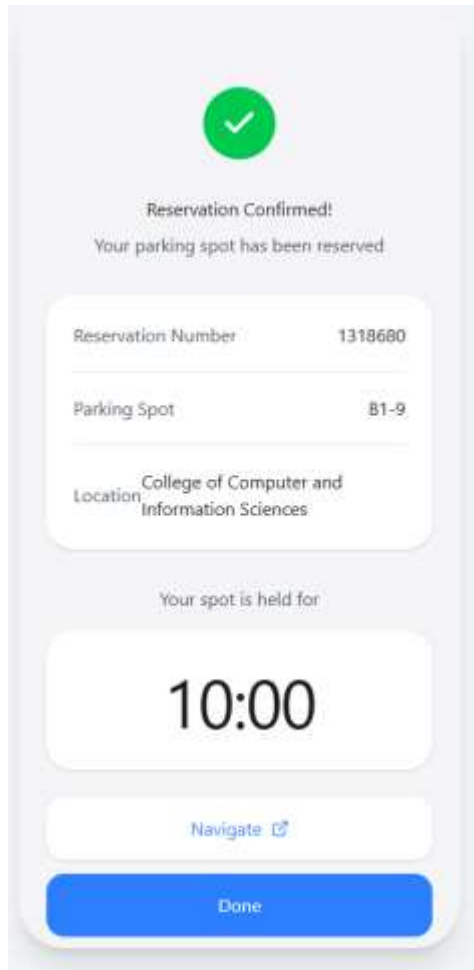 Reservation Confirmed!
Your parking spot has been reserved
Reservation Number 1318680
Parking Spot B1-9
Location College of Computer and
Information Sciences
Your spot is held for
10:00
Navigate
Done